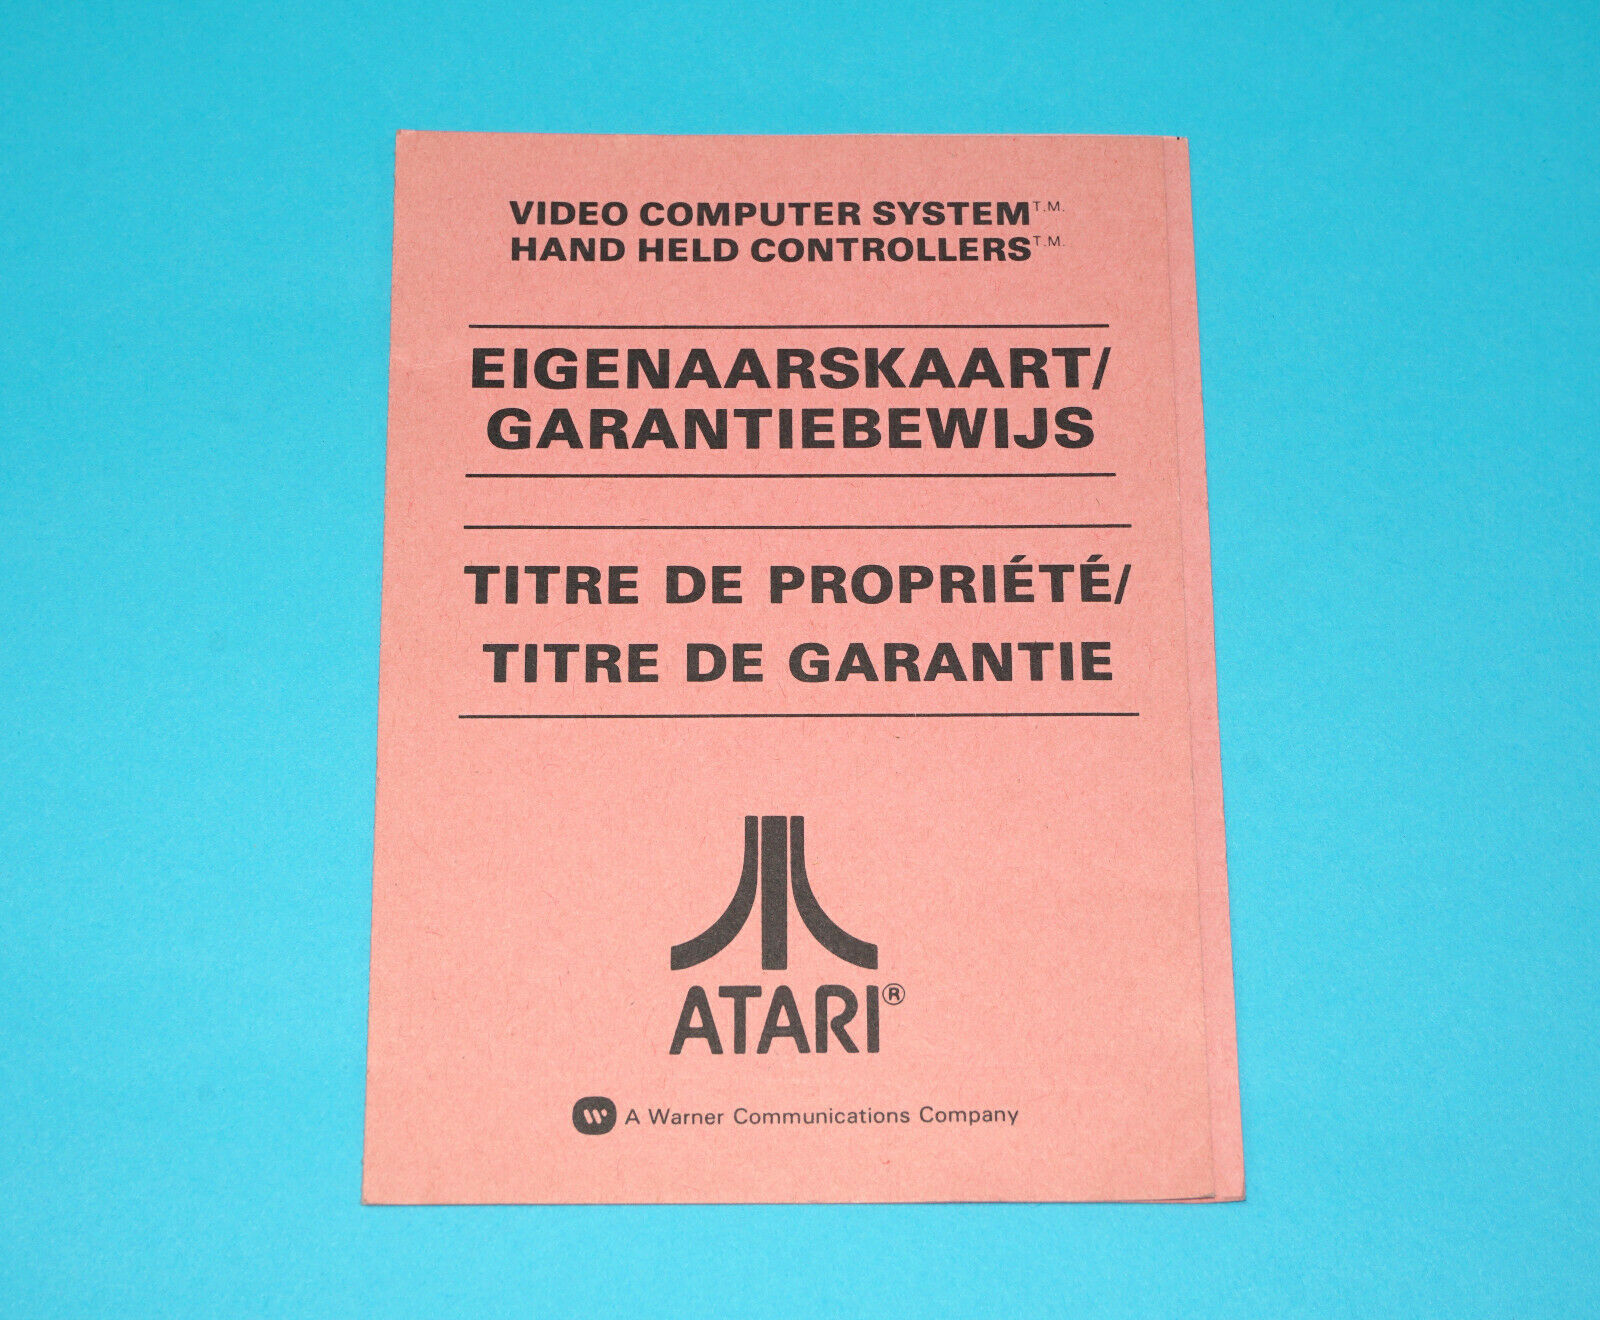 VIDEO COMPUTER SYSTEM T.M.
HAND HELD CONTROLLERS T.M.
EIGENAARSKAART/
GARANTIEBEWIJS
TITRE DE PROPRIÉTÉ/
TITRE DE GARANTIE
ATARI®
A Warner Communications Company